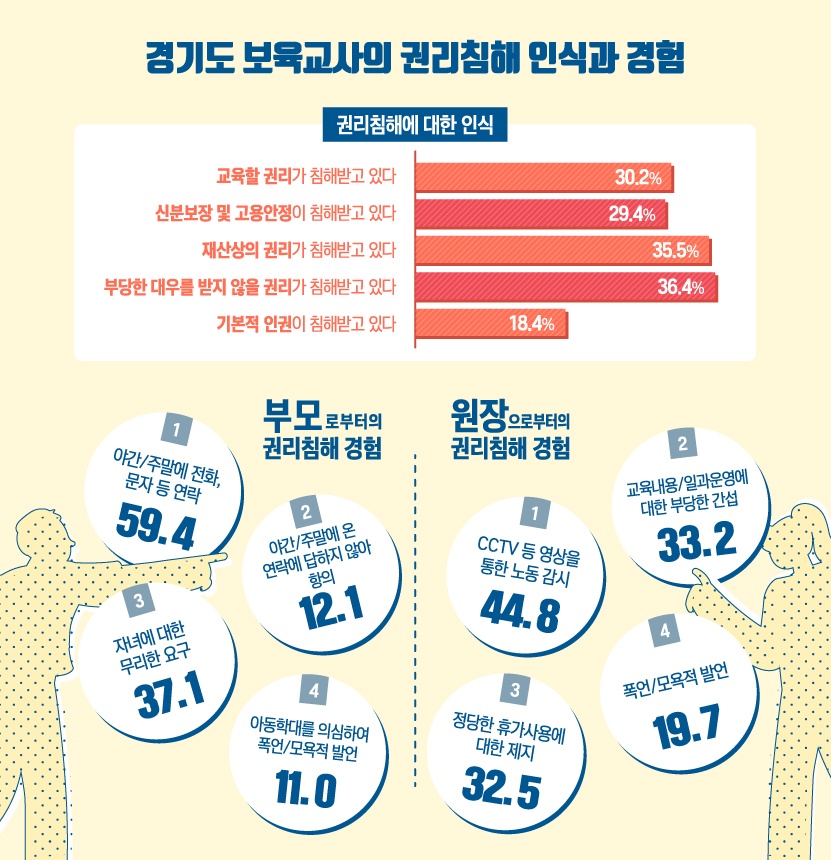 경기도 보육교사의 권리침해 인식과 경험
권리침해에 대한 인식
교육할 권리가 침해받고 있다 30.2%
신분보장 및 고용안정이 침해받고 있다 29.4%
재산상의 권리가 침해받고 있다 35.5%
부당한 대우를 받지 않을 권리가 침해받고 있다 36.4%
기본적 인권이 침해받고 있다 18.4%
부모로부터의
권리침해 경험
1
야간/주말에 전화,
문자 등 연락
59.4
2
야간/주말에 온
연락에 답하지 않아
항의
12.1
3
자녀에 대한
무리한 요구
37.1
4
아동학대를 의심하여
폭언/모욕적 발언
11.0
원장으로부터의
권리침해 경험
1
CCTV 등 영상을
통한 노동 감시
44.8
2
교육내용/일과운영에
대한 부당한 간섭
33.2
3
정당한 휴가사용에
대한 제지
32.5
4
폭언/모욕적 발언
19.7